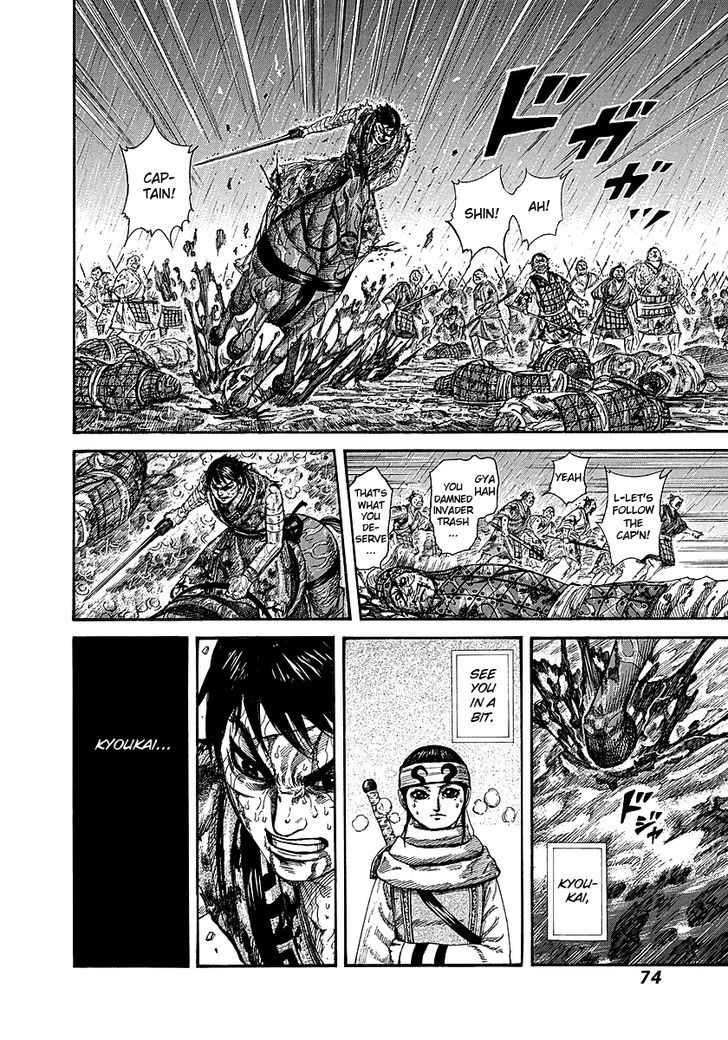 ドガガッ
AH!
SHIN!
CAP-
TAIN!
L-LET'S
FOLLOW
THE
CAP'N!
YEAH
GYA
HAH
YOU
DAMNED
INVADER
TRASH
...
THAT'S
WHAT
YOU
DE-
SERVE
...
ドジャ
KYOU-
KAI,
SEE
YOU
IN A
BIT.
KYOUKAI...
74